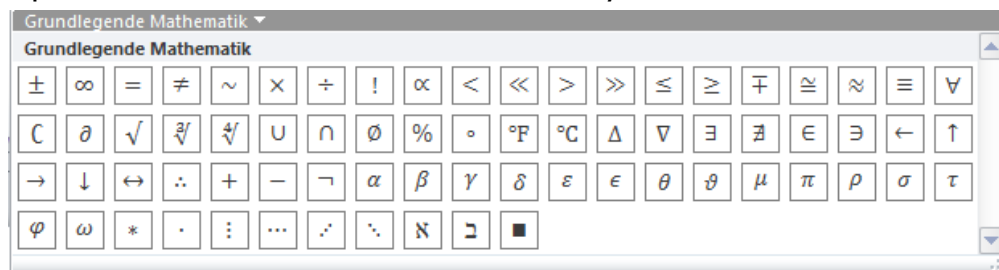 Grundlegende Mathematik
Grundlegende Mathematik
± ∞ = ≠ ~ × ÷ ! ∝ < ≪ > ≫ ≤ ≥ ∓ ≅ ≈ ≡ ∀
∁ ∂ √ ∛ ∜ ∪ ∩ ∅ % ° °F °C ∆ ∇ ∃ ∄ ∈ ∋ ← ↑
→ ↓ ↔ ∴ + − ¬ α β γ δ ε ϵ θ ϑ μ π ρ σ τ
φ ω ∗ ∙ ⋮ ⋯ ⋰ ⋱ ℵ ℶ ∎